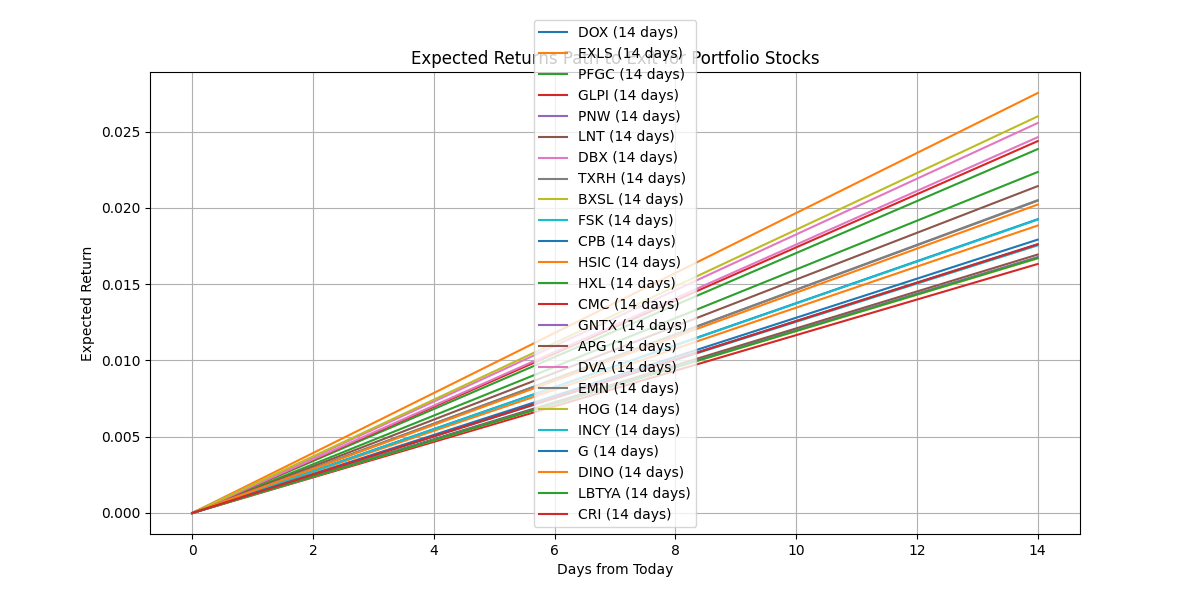 Expected Returns Path to Exit for Portfolio Stocks
DOX (14 days)
EXLS (14 days)
PFGC (14 days)
GLPI (14 days)
PNW (14 days)
LNT (14 days)
DBX (14 days)
TXRH (14 days)
BXSL (14 days)
FSK (14 days)
CPB (14 days)
HSIC (14 days)
HXL (14 days)
CMC (14 days)
GNTX (14 days)
APG (14 days)
DVA (14 days)
EMN (14 days)
HOG (14 days)
INCY (14 days)
G (14 days)
DINO (14 days)
LBTYA (14 days)
CRI (14 days)
Expected Return
0.025
0.020
0.015
0.010
0.005
0.000
0 2 4 6 8 10 12 14
Days from Today